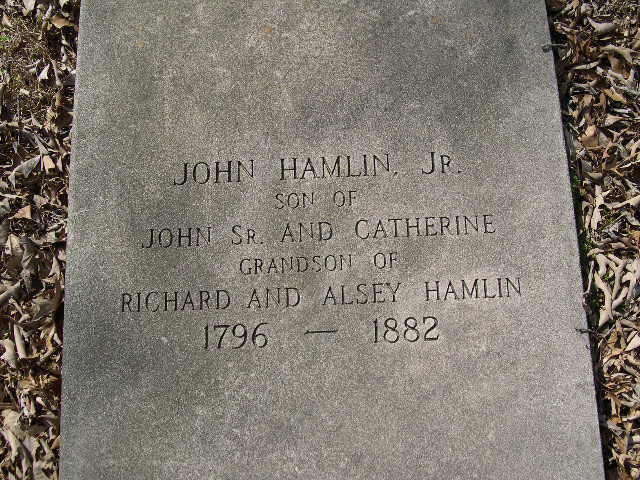 JOHN HAMLIN, JR.
SON OF
JOHN SR. AND CATHERINE
GRANDSON OF
RICHARD AND ALSEY HAMLIN
1796 — 1882